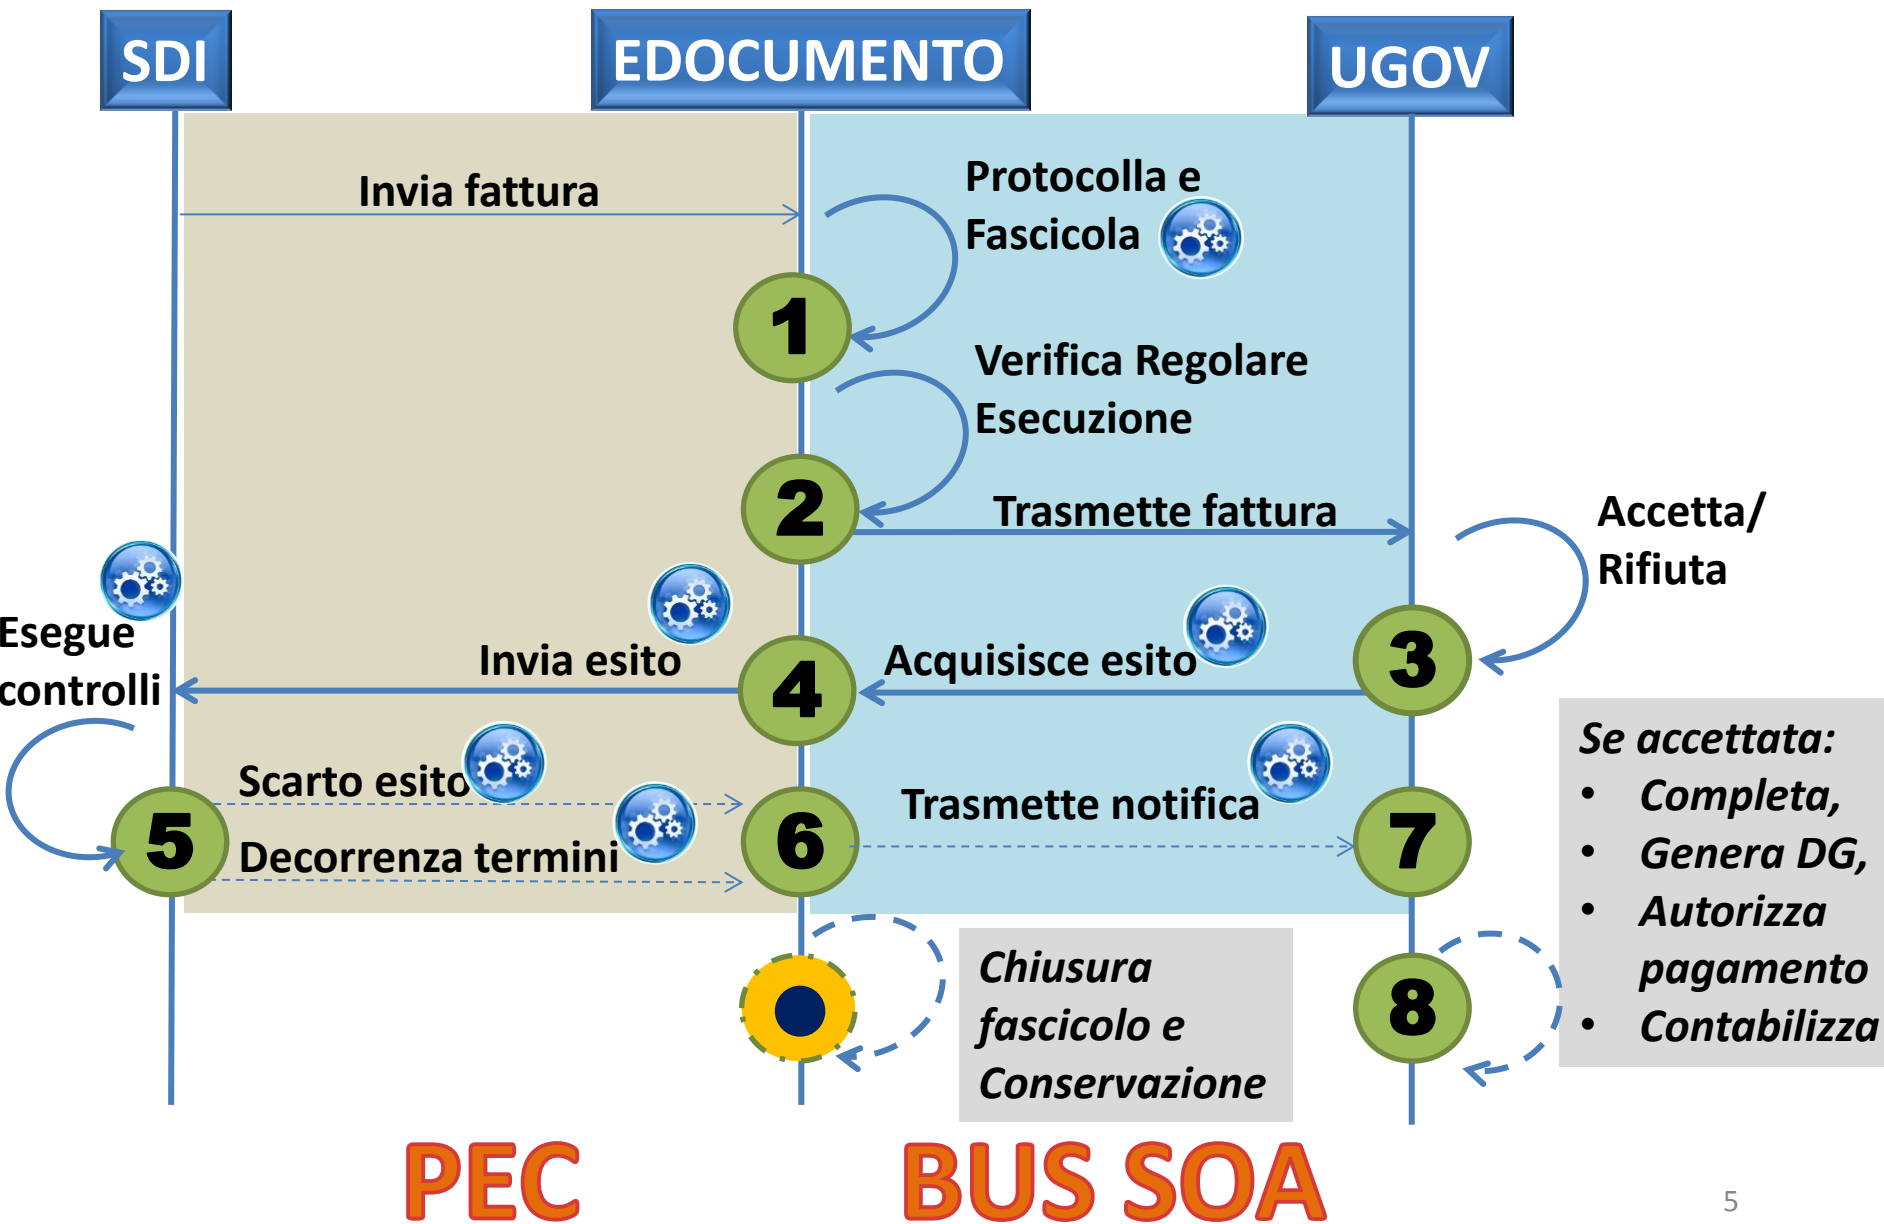 SDI
EDOCUMENTO
UGOV
Invia fattura
Protocolla e
Fascicola
1
Verifica Regolare
Esecuzione
2
Trasmette fattura
Accetta/
Rifiuta
Esegue
controlli
Invia esito
4
Acquisisce esito
3
Scarto esito
Decorrenza termini
5
6
Trasmette notifica
7
Se accettata:
• Completa,
• Genera DG,
• Autorizza
pagamento
• Contabilizza
8
Chiusura
fascicolo e
Conservazione
PEC
BUS SOA
5